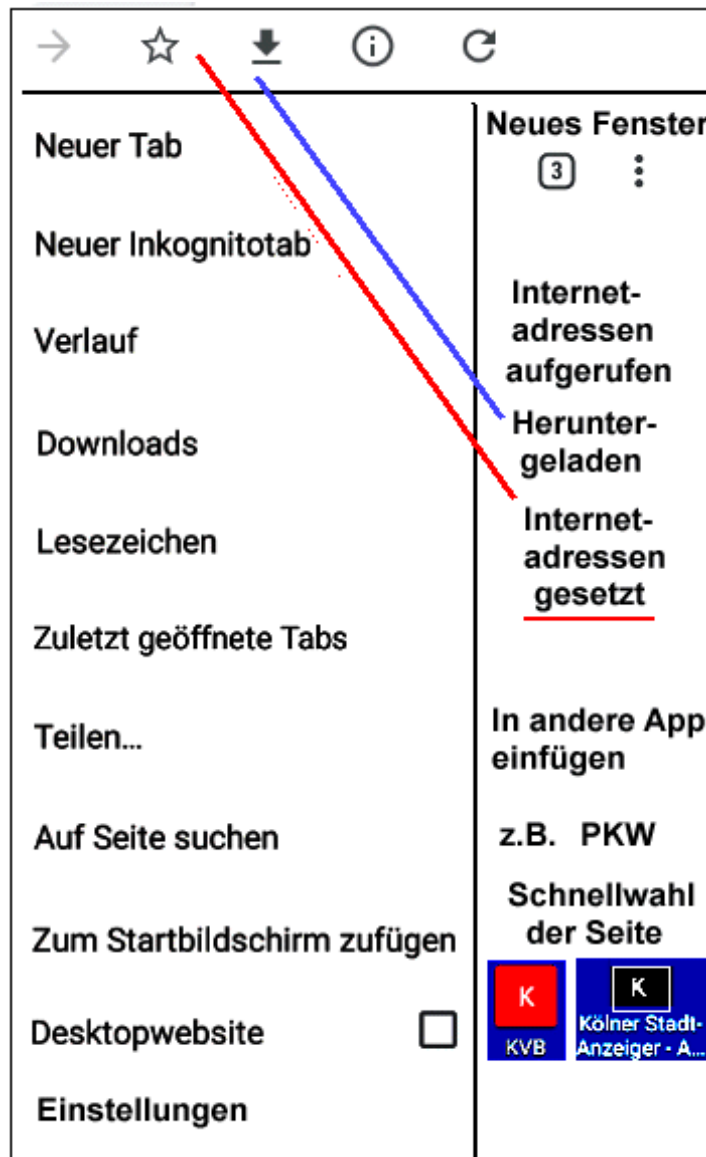 Neuer Tab
Neuer Inkognitotab
Verlauf
Downloads
Lesezeichen
Zuletzt geöffnete Tabs
Teilen...
Auf Seite suchen
Zum Startbildschirm zufügen
Desktopwebsite
Einstellungen
Neues Fenster
3
Internet-
adressen
aufgerufen
Herunter-
geladen
Internet-
adressen
gesetzt
In andere App
einfügen
z.B. PKW
Schnellwahl
der Seite
K
KVB
K
Kölner Stadt-
Anzeiger - A...